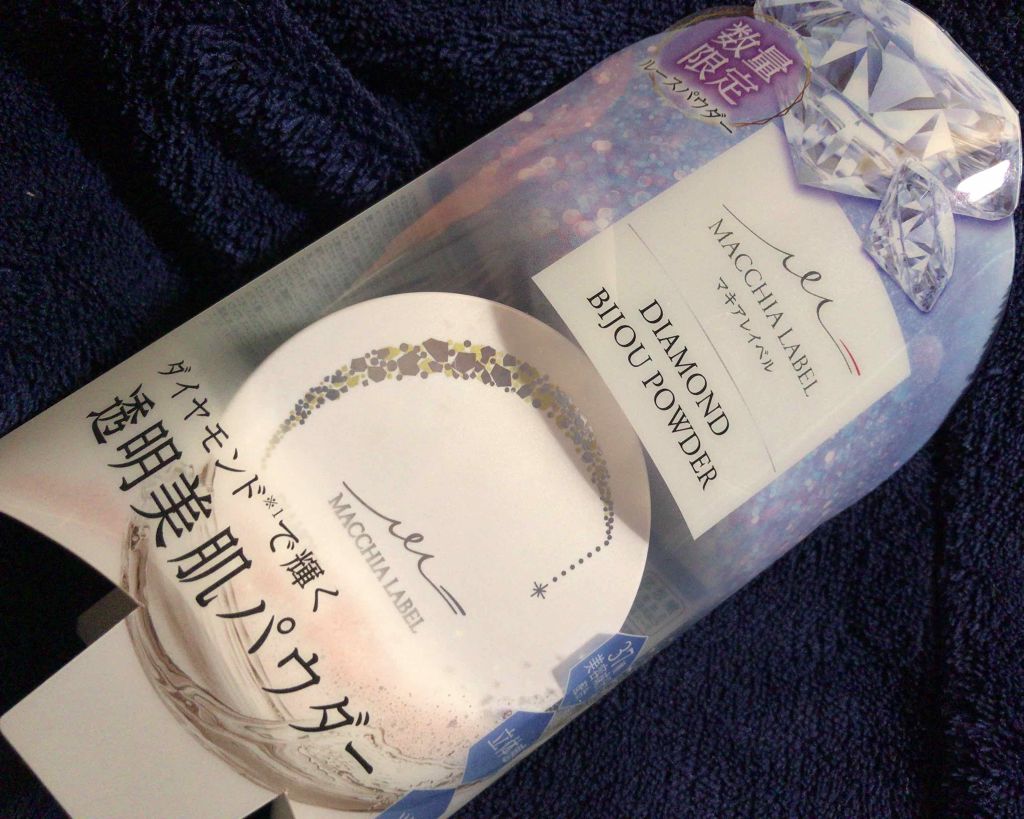 数量
限定
ルースパウダー
MACCHIA LABEL
マキアレイベル
DIAMOND
BIJOU POWDER
MACCHIA LABEL
ダイヤモンド※1で輝く
透明美肌パウダー